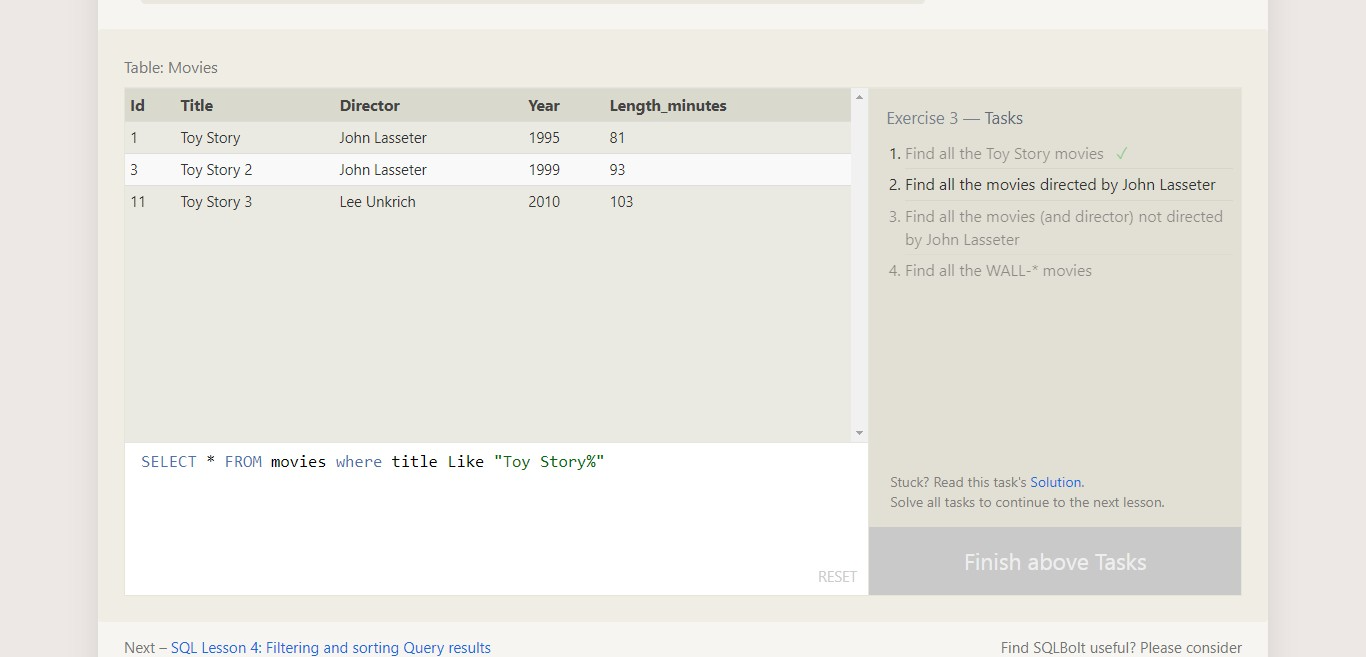 Table: Movies
Id Title Director Year Length_minutes
1 Toy Story John Lasseter 1995 81
3 Toy Story 2 John Lasseter 1999 93
11 Toy Story 3 Lee Unkrich 2010 103
SELECT * FROM movies where title Like "Toy Story%"
RESET
Exercise 3 — Tasks
1. Find all the Toy Story movies ✓
2. Find all the movies directed by John Lasseter
3. Find all the movies (and director) not directed
by John Lasseter
4. Find all the WALL-* movies
Stuck? Read this task's Solution.
Solve all tasks to continue to the next lesson.
Finish above Tasks
Next – SQL Lesson 4: Filtering and sorting Query results
Find SQLBolt useful? Please consider